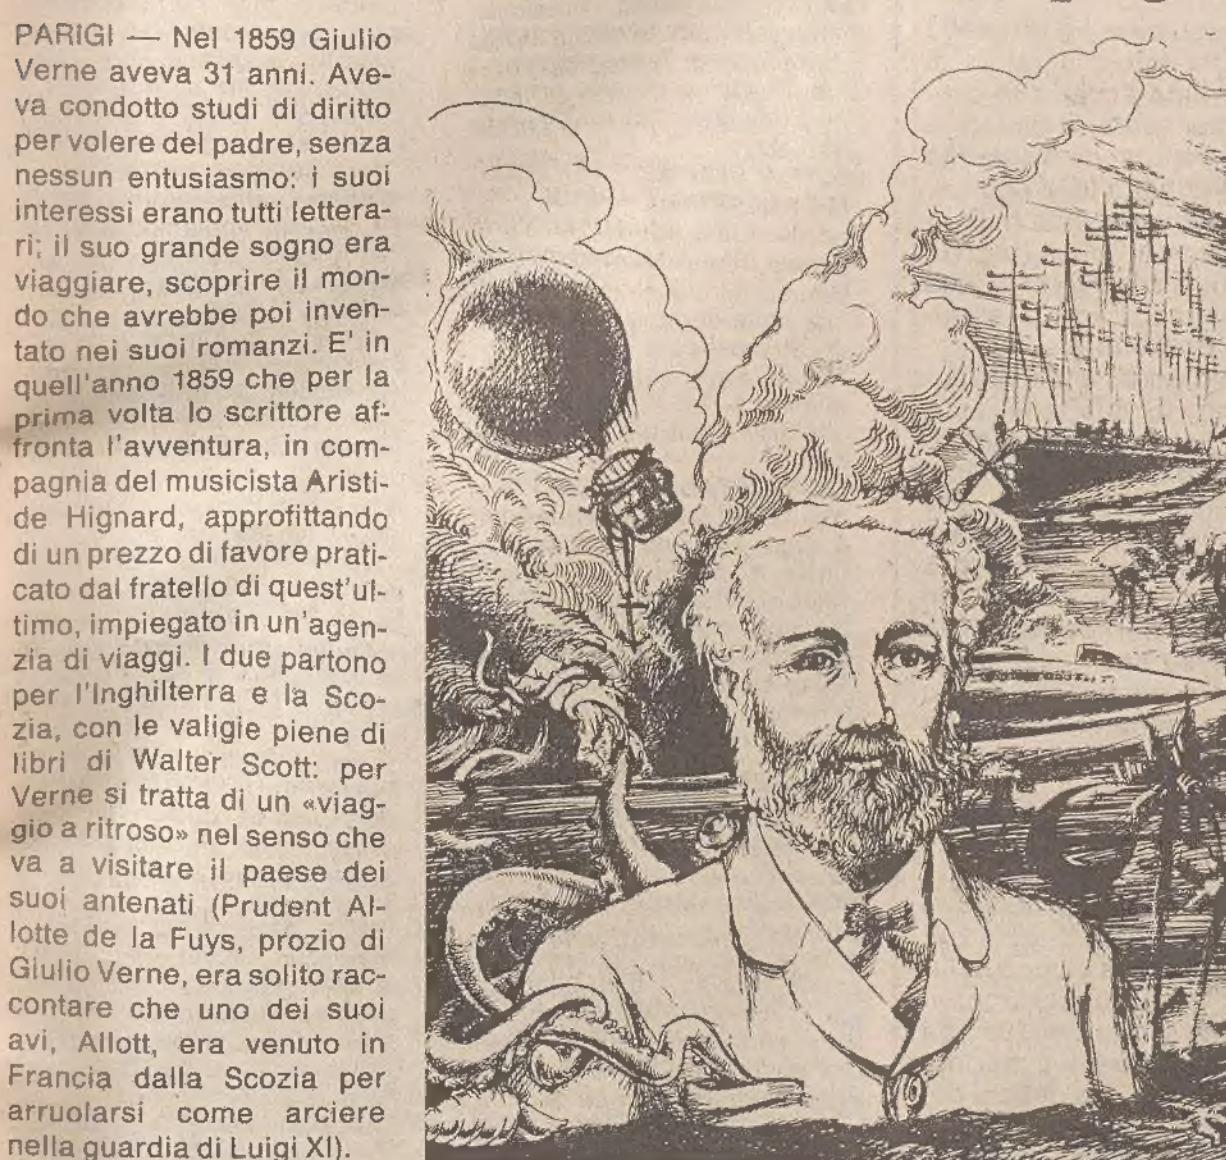 PARIGI — Nel 1859 Giulio
Verne aveva 31 anni. Ave-
va condotto studi di diritto
per volere del padre, senza
nessun entusiasmo: i suoi
interessi erano tutti lettera-
ri; il suo grande sogno era
viaggiare, scoprire il mon-
do che avrebbe poi inven-
tato nei suoi romanzi. E' in
quell'anno 1859 che per la
prima volta lo scrittore af-
fronta l'avventura, in com-
pagnia del musicista Aristi-
de Hignard, approfittando
di un prezzo di favore prati-
cato dal fratello di quest'ul-
timo, impiegato in un'agen-
zia di viaggi. I due partono
per l'Inghilterra e la Sco-
zia, con le valigie piene di
libri di Walter Scott: per
Verne si tratta di un «viag-
gio a ritroso» nel senso che
va a visitare il paese dei
suoi antenati (Prudent Al-
lotte de la Fuys, prozio di
Giulio Verne, era solito rac-
contare che uno dei suoi
avi, Allott, era venuto in
Francia dalla Scozia per
arruolarsi come arciere
nella guardia di Luigi XI).